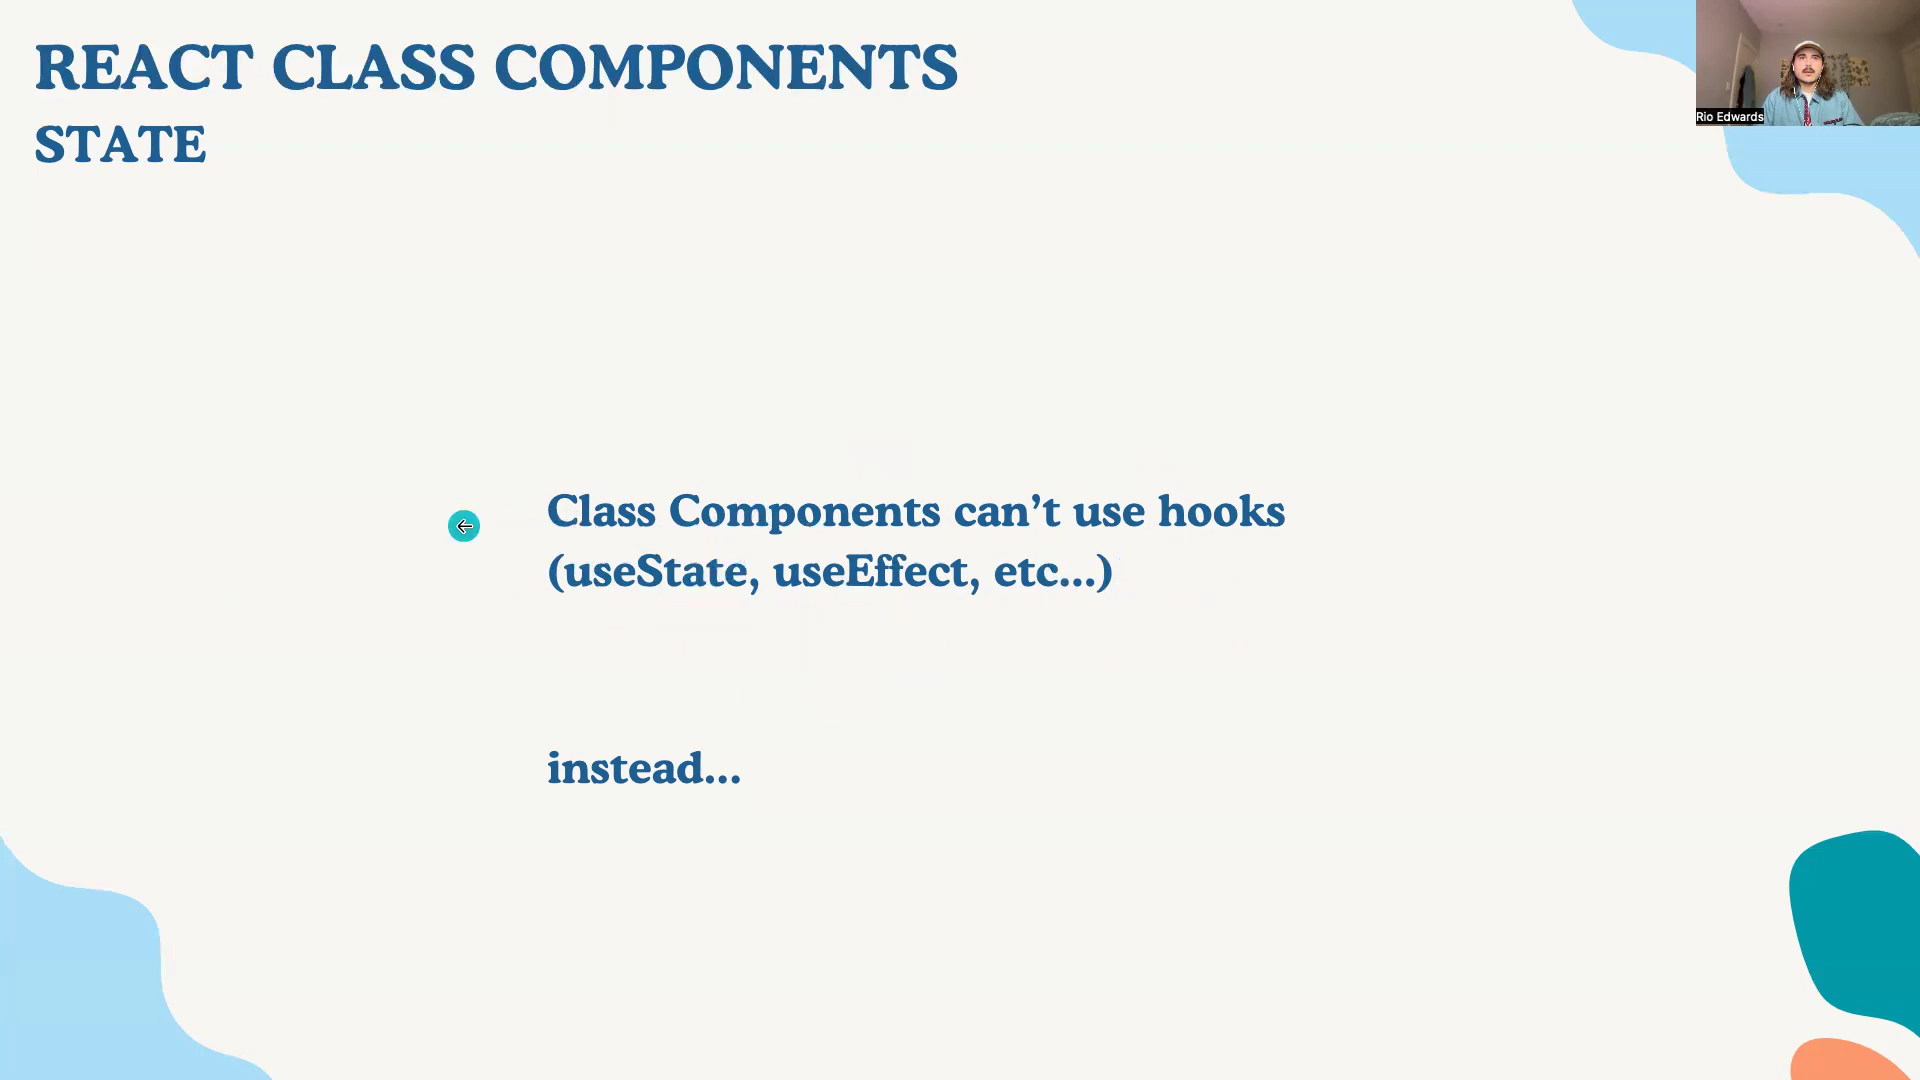 REACT CLASS COMPONENTS
STATE
Rio Edwards
Class Components can’t use hooks
(useState, useEffect, etc...)
instead...